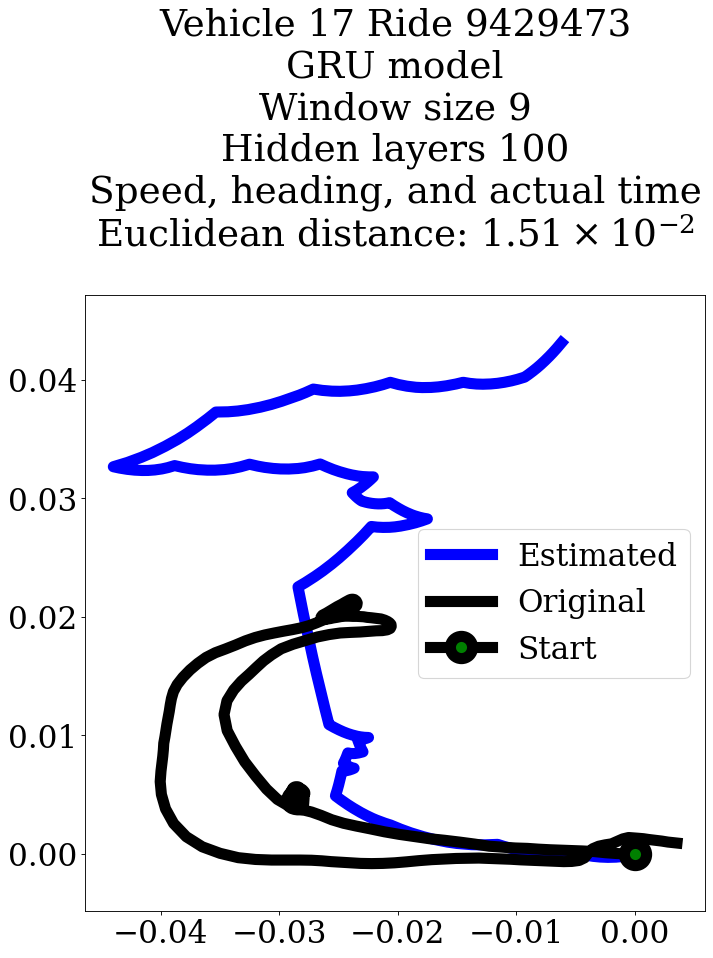 Vehicle 17 Ride 9429473
GRU model
Window size 9
Hidden layers 100
Speed, heading, and actual time
Euclidean distance: 1.51 × 10⁻²
0.04
0.03
0.02
0.01
0.00
Estimated
Original
Start
−0.04 −0.03 −0.02 −0.01 0.00